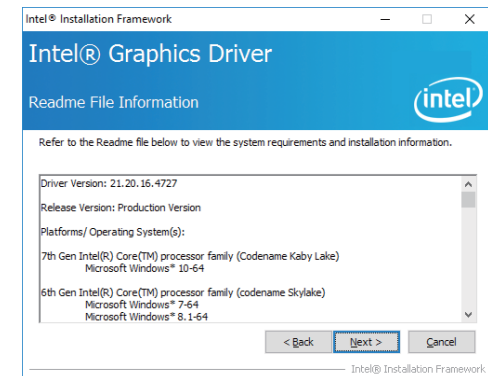 Intel® Installation Framework
Intel® Graphics Driver
Readme File Information
intel
Refer to the Readme file below to view the system requirements and installation information.
Driver Version: 21.20.16.4727
Release Version: Production Version
Platforms/ Operating System(s):
7th Gen Intel(R) Core(TM) processor family (Codename Kaby Lake)
Microsoft Windows* 10-64
6th Gen Intel(R) Core(TM) processor family (codename Skylake)
Microsoft Windows* 7-64
Microsoft Windows* 8.1-64
< Back Next > Cancel
Intel® Installation Framework